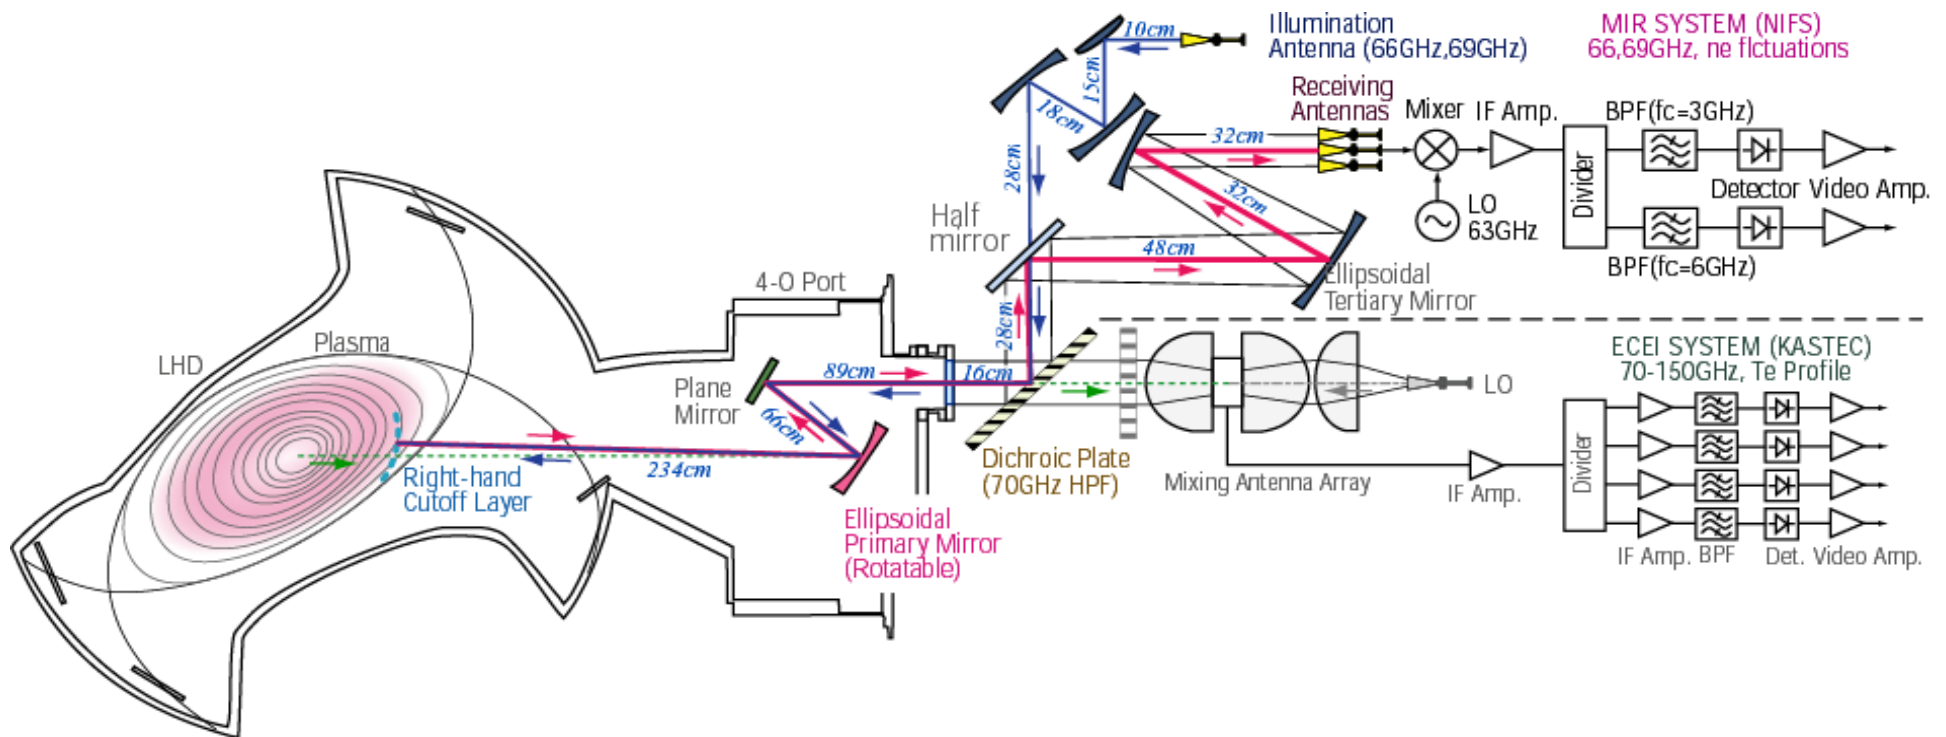 Illumination
Antenna (66GHz,69GHz)
MIR SYSTEM (NIFS)
66,69GHz, ne flctuations
10cm
15cm
18cm
28cm
Receiving
Antennas
32cm
32cm
Mixer
IF Amp.
LO
63GHz
Divider
BPF(fc=3GHz)
Detector
Video Amp.
BPF(fc=6GHz)
Half
mirror
48cm
Ellipsoidal
Tertiary Mirror
28cm
4-O Port
LHD
Plasma
Plane
Mirror
89cm
16cm
66cm
234cm
Right-hand
Cutoff Layer
Ellipsoidal
Primary Mirror
(Rotatable)
Dichroic Plate
(70GHz HPF)
Mixing Antenna Array
LO
ECEI SYSTEM (KASTEC)
70-150GHz, Te Profile
IF Amp.
Divider
IF Amp.
BPF
Det.
Video Amp.